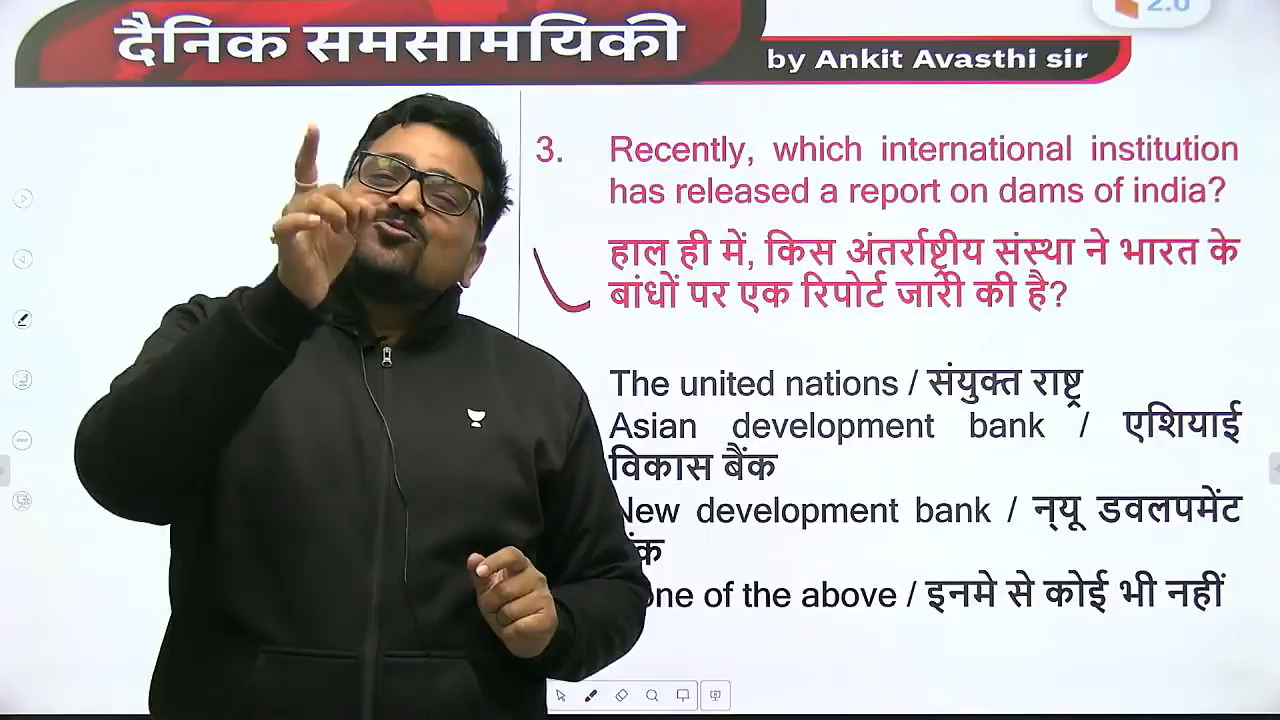 दैनिक समसामयिकी
by Ankit Avasthi sir
2.0
3. Recently, which international institution
has released a report on dams of india?
हाल ही में, किस अंतर्राष्ट्रीय संस्था ने भारत के
बांधों पर एक रिपोर्ट जारी की है?
The united nations / संयुक्त राष्ट्र
Asian development bank / एशियाई
विकास बैंक
New development bank / न्यू डवलपमेंट
of the above / इनमे से कोई भी नहीं